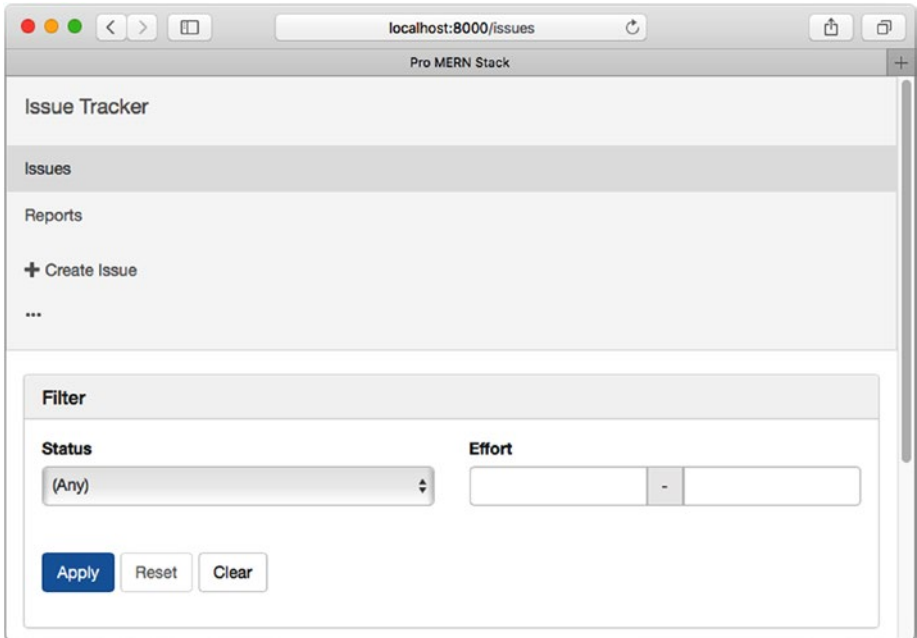 localhost:8000/issues
Pro MERN Stack
+
Issue Tracker
Issues
Reports
+ Create Issue
...
Filter
Status Effort
(Any) -
Apply Reset Clear